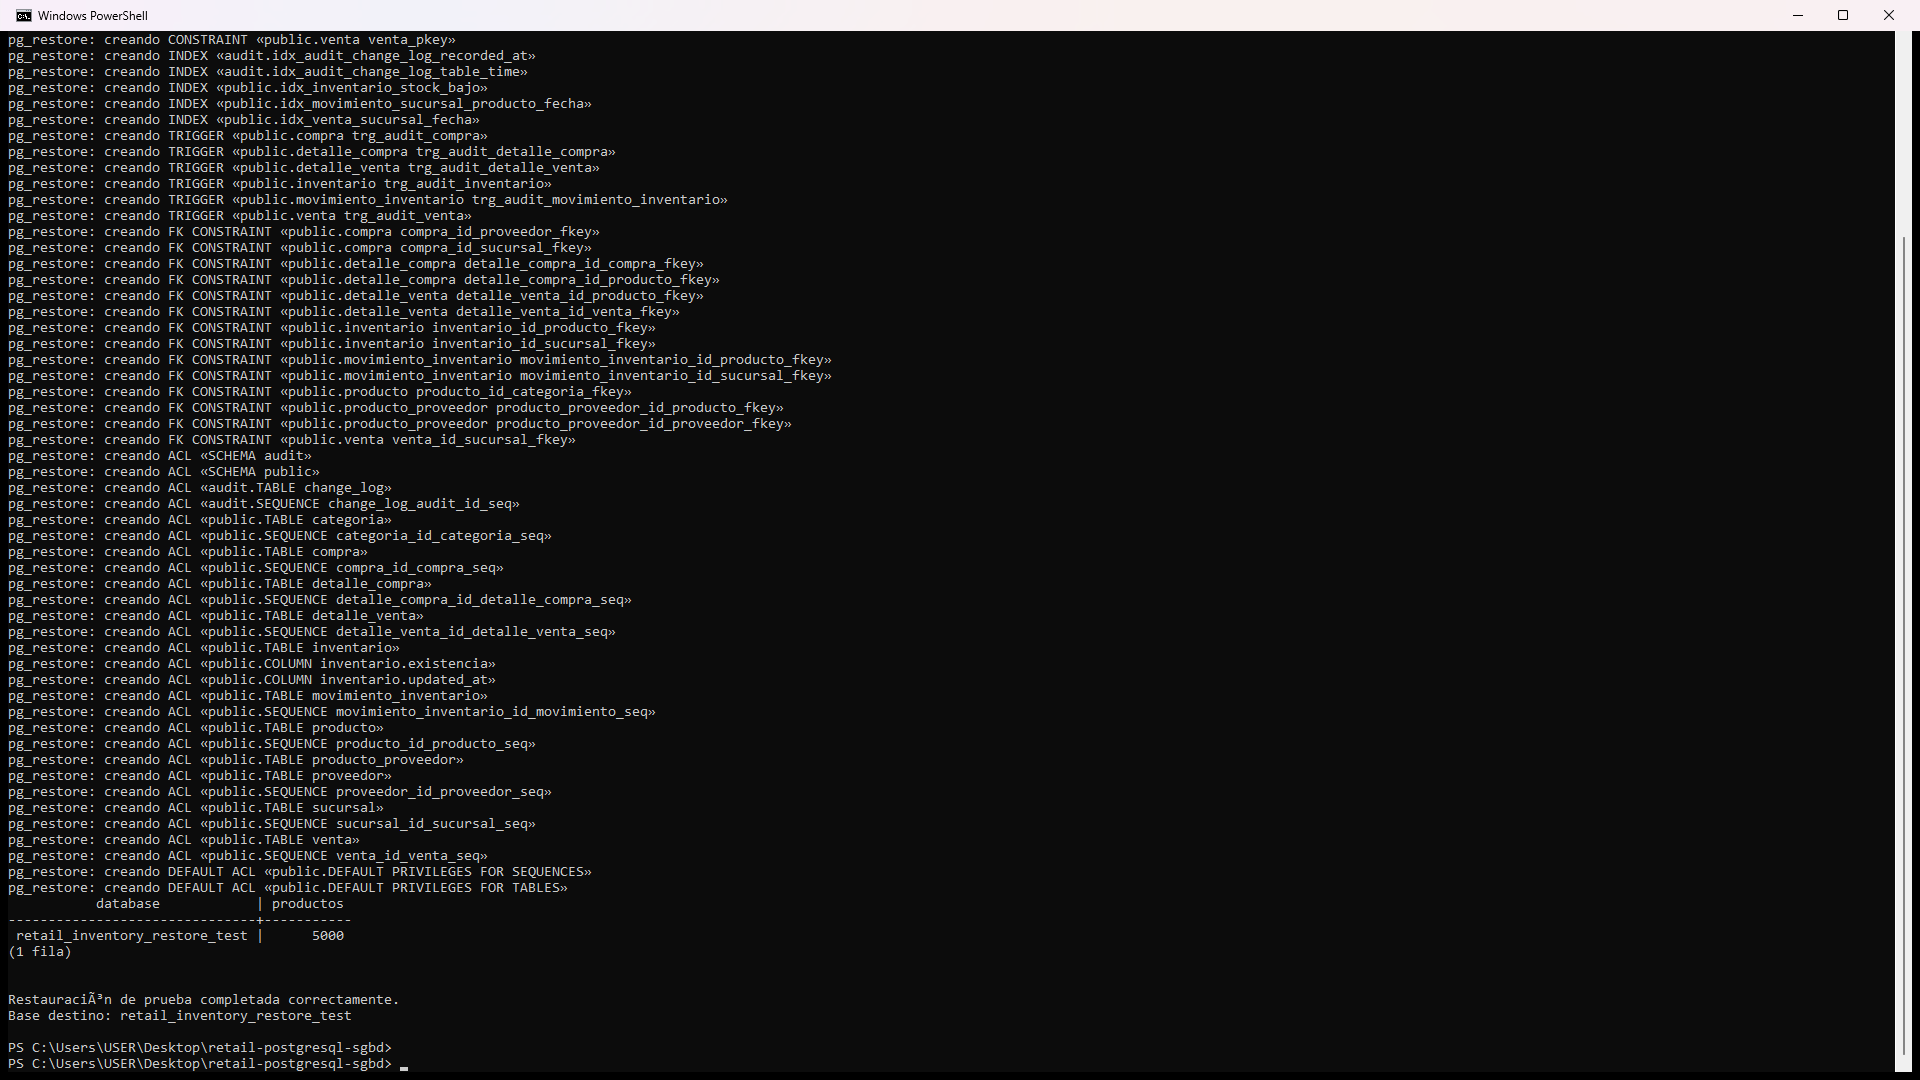 Windows PowerShell
pg_restore: creando CONSTRAINT «public.venta venta_pkey»
pg_restore: creando INDEX «audit.idx_audit_change_log_recorded_at»
pg_restore: creando INDEX «audit.idx_audit_change_log_table_time»
pg_restore: creando INDEX «public.idx_inventario_stock_bajo»
pg_restore: creando INDEX «public.idx_movimiento_sucursal_producto_fecha»
pg_restore: creando INDEX «public.idx_venta_sucursal_fecha»
pg_restore: creando TRIGGER «public.compra trg_audit_compra»
pg_restore: creando TRIGGER «public.detalle_compra trg_audit_detalle_compra»
pg_restore: creando TRIGGER «public.detalle_venta trg_audit_detalle_venta»
pg_restore: creando TRIGGER «public.inventario trg_audit_inventario»
pg_restore: creando TRIGGER «public.movimiento_inventario trg_audit_movimiento_inventario»
pg_restore: creando TRIGGER «public.venta trg_audit_venta»
pg_restore: creando FK CONSTRAINT «public.compra compra_id_proveedor_fkey»
pg_restore: creando FK CONSTRAINT «public.compra compra_id_sucursal_fkey»
pg_restore: creando FK CONSTRAINT «public.detalle_compra detalle_compra_id_compra_fkey»
pg_restore: creando FK CONSTRAINT «public.detalle_compra detalle_compra_id_producto_fkey»
pg_restore: creando FK CONSTRAINT «public.detalle_venta detalle_venta_id_producto_fkey»
pg_restore: creando FK CONSTRAINT «public.detalle_venta detalle_venta_id_venta_fkey»
pg_restore: creando FK CONSTRAINT «public.inventario inventario_id_producto_fkey»
pg_restore: creando FK CONSTRAINT «public.inventario inventario_id_sucursal_fkey»
pg_restore: creando FK CONSTRAINT «public.movimiento_inventario movimiento_inventario_id_producto_fkey»
pg_restore: creando FK CONSTRAINT «public.movimiento_inventario movimiento_inventario_id_sucursal_fkey»
pg_restore: creando FK CONSTRAINT «public.producto producto_id_categoria_fkey»
pg_restore: creando FK CONSTRAINT «public.producto_proveedor producto_proveedor_id_producto_fkey»
pg_restore: creando FK CONSTRAINT «public.producto_proveedor producto_proveedor_id_proveedor_fkey»
pg_restore: creando FK CONSTRAINT «public.venta venta_id_sucursal_fkey»
pg_restore: creando ACL «SCHEMA audit»
pg_restore: creando ACL «SCHEMA public»
pg_restore: creando ACL «audit.TABLE change_log»
pg_restore: creando ACL «audit.SEQUENCE change_log_audit_id_seq»
pg_restore: creando ACL «public.TABLE categoria»
pg_restore: creando ACL «public.SEQUENCE categoria_id_categoria_seq»
pg_restore: creando ACL «public.TABLE compra»
pg_restore: creando ACL «public.SEQUENCE compra_id_compra_seq»
pg_restore: creando ACL «public.TABLE detalle_compra»
pg_restore: creando ACL «public.SEQUENCE detalle_compra_id_detalle_compra_seq»
pg_restore: creando ACL «public.TABLE detalle_venta»
pg_restore: creando ACL «public.SEQUENCE detalle_venta_id_detalle_venta_seq»
pg_restore: creando ACL «public.TABLE inventario»
pg_restore: creando ACL «public.COLUMN inventario.existencia»
pg_restore: creando ACL «public.COLUMN inventario.updated_at»
pg_restore: creando ACL «public.TABLE movimiento_inventario»
pg_restore: creando ACL «public.SEQUENCE movimiento_inventario_id_movimiento_seq»
pg_restore: creando ACL «public.TABLE producto»
pg_restore: creando ACL «public.SEQUENCE producto_id_producto_seq»
pg_restore: creando ACL «public.TABLE producto_proveedor»
pg_restore: creando ACL «public.TABLE proveedor»
pg_restore: creando ACL «public.SEQUENCE proveedor_id_proveedor_seq»
pg_restore: creando ACL «public.TABLE sucursal»
pg_restore: creando ACL «public.SEQUENCE sucursal_id_sucursal_seq»
pg_restore: creando ACL «public.TABLE venta»
pg_restore: creando ACL «public.SEQUENCE venta_id_venta_seq»
pg_restore: creando DEFAULT ACL «public.DEFAULT PRIVILEGES FOR SEQUENCES»
pg_restore: creando DEFAULT ACL «public.DEFAULT PRIVILEGES FOR TABLES»
           database            | productos
-------------------------------+-----------
 retail_inventory_restore_test |      5000
(1 fila)
RestauraciÃ³n de prueba completada correctamente.
Base destino: retail_inventory_restore_test
PS C:\Users\USER\Desktop\retail-postgresql-sgbd>
PS C:\Users\USER\Desktop\retail-postgresql-sgbd>